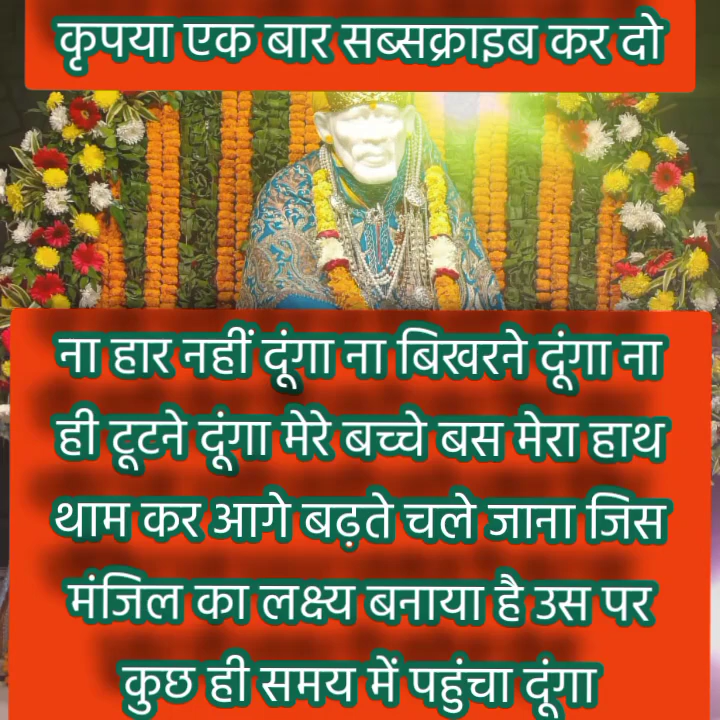 कृपया एक बार सब्सक्राइब कर दो
ना हार नहीं दूंगा ना बिखरने दूंगा ना
ही टूटने दूंगा मेरे बच्चे बस मेरा हाथ
थाम कर आगे बढ़ते चले जाना जिस
मंजिल का लक्ष्य बनाया है उस पर
कुछ ही समय में पहुंचा दूंगा